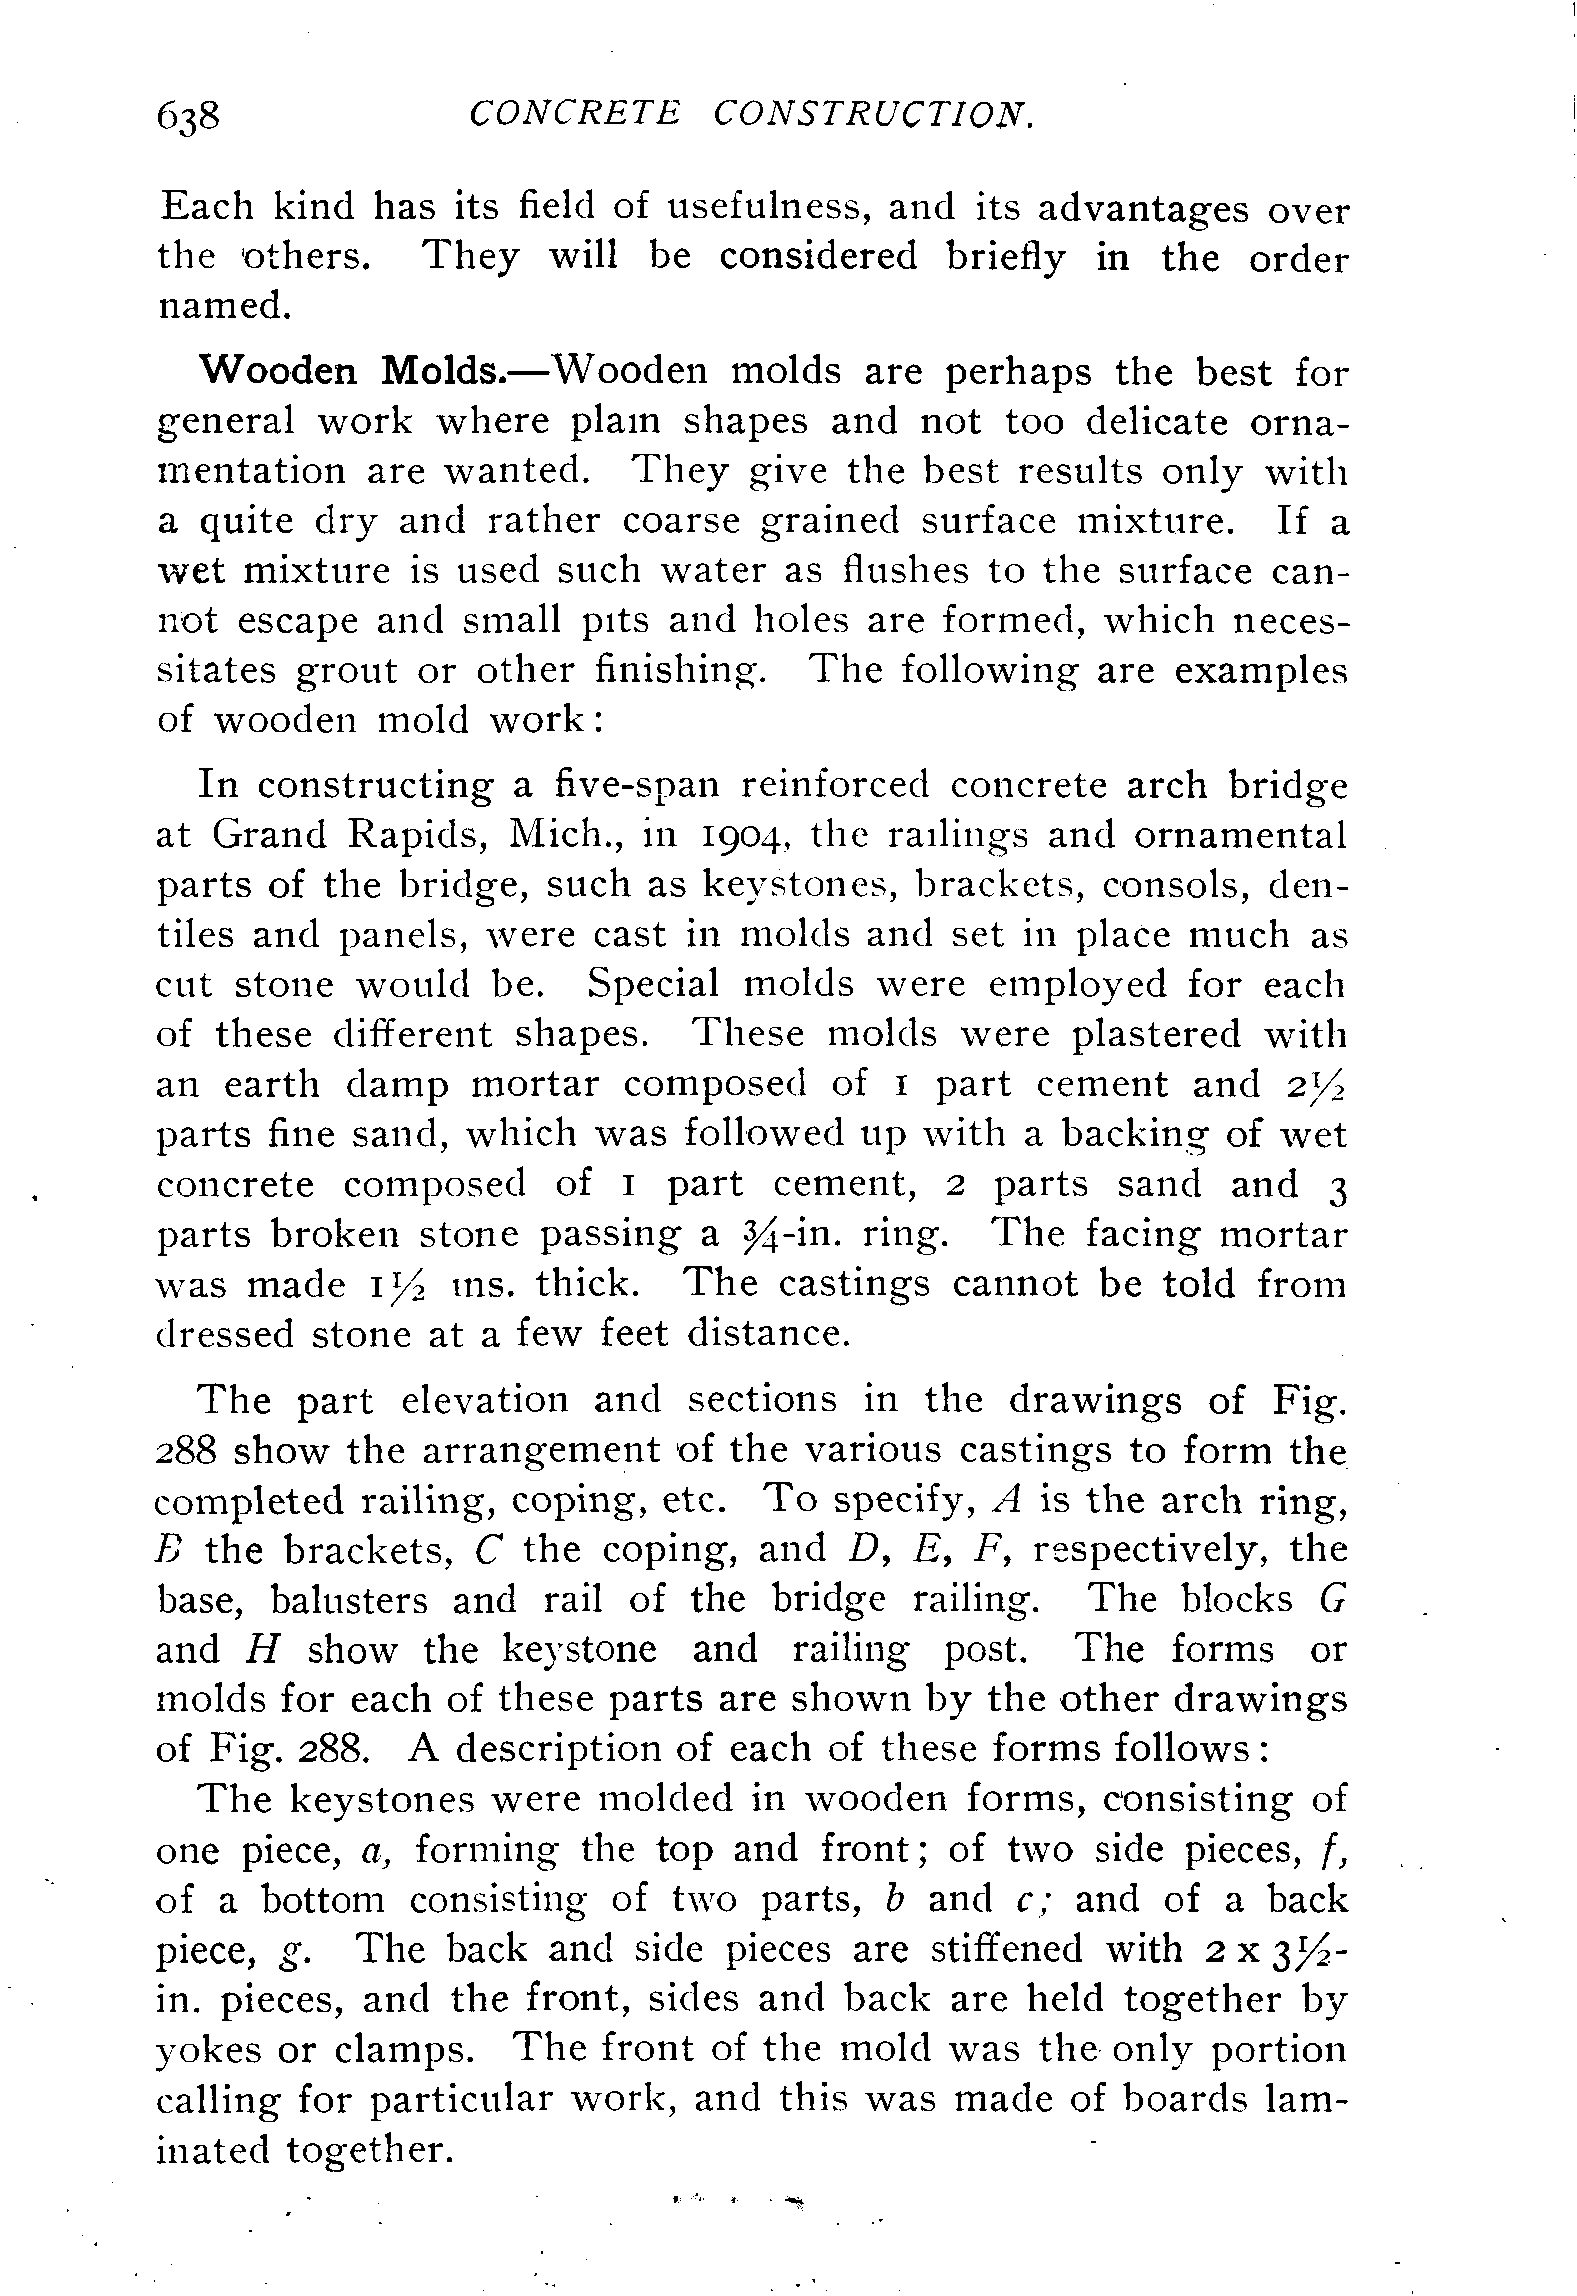 638 CONCRETE CONSTRUCTION.
Each kind has its field of usefulness, and its advantages over
the others. They will be considered briefly in the order
named.
Wooden Molds.—Wooden molds are perhaps the best for
general work where plain shapes and not too delicate orna-
mentation are wanted. They give the best results only with
a quite dry and rather coarse grained surface mixture. If a
wet mixture is used such water as flushes to the surface can-
not escape and small pits and holes are formed, which neces-
sitates grout or other finishing. The following are examples
of wooden mold work:
In constructing a five-span reinforced concrete arch bridge
at Grand Rapids, Mich., in 1904, the railings and ornamental
parts of the bridge, such as keystones, brackets, consols, den-
tiles and panels, were cast in molds and set in place much as
cut stone would be. Special molds were employed for each
of these different shapes. These molds were plastered with
an earth damp mortar composed of 1 part cement and 2½
parts fine sand, which was followed up with a backing of wet
concrete composed of 1 part cement, 2 parts sand and 3
parts broken stone passing a ¾-in. ring. The facing mortar
was made 1½ ins. thick. The castings cannot be told from
dressed stone at a few feet distance.
The part elevation and sections in the drawings of Fig.
288 show the arrangement of the various castings to form the
completed railing, coping, etc. To specify, A is the arch ring,
B the brackets, C the coping, and D, E, F, respectively, the
base, balusters and rail of the bridge railing. The blocks G
and H show the keystone and railing post. The forms or
molds for each of these parts are shown by the other drawings
of Fig. 288. A description of each of these forms follows:
The keystones were molded in wooden forms, consisting of
one piece, a, forming the top and front; of two side pieces, f,
of a bottom consisting of two parts, b and c; and of a back
piece, g. The back and side pieces are stiffened with 2 x 3½-
in. pieces, and the front, sides and back are held together by
yokes or clamps. The front of the mold was the only portion
calling for particular work, and this was made of boards lam-
inated together.